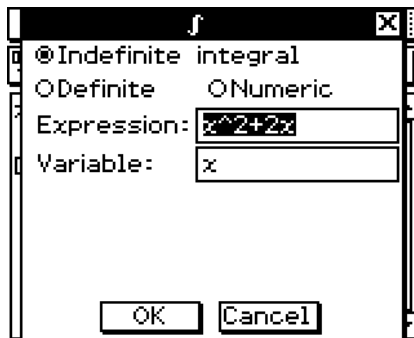 ∫
Indefinite integral
Definite Numeric
Expression: x^2+2x
Variable: x
OK Cancel